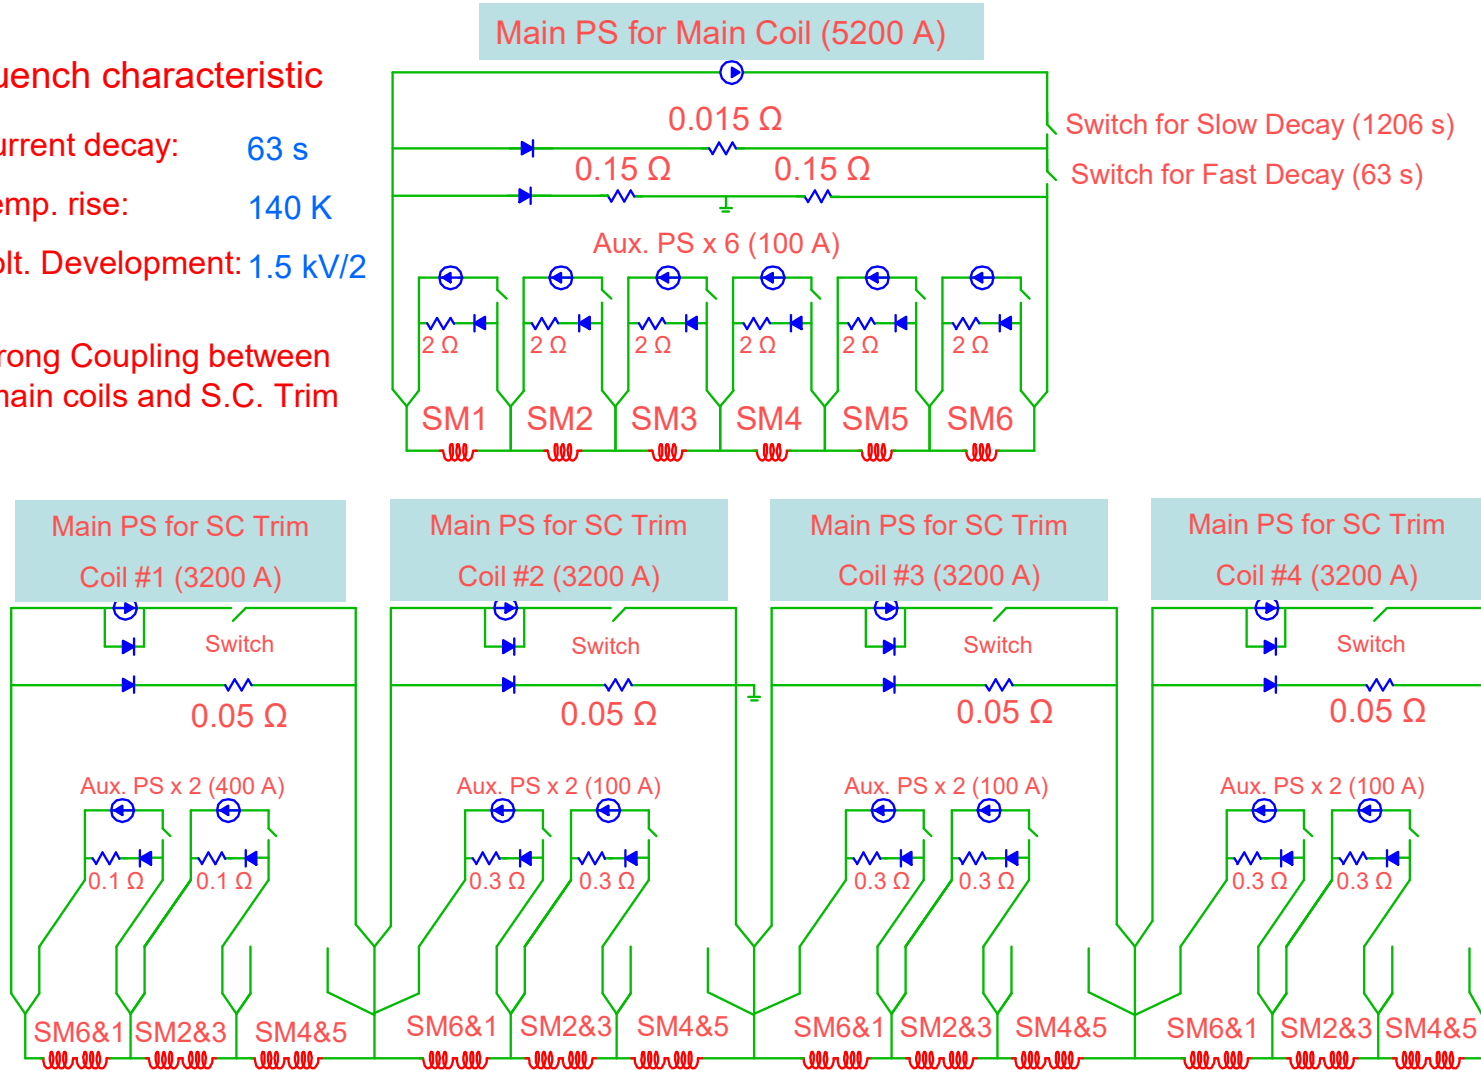 Main PS for Main Coil (5200 A)
uench characteristic
urrent decay: 63 s
emp. rise: 140 K
olt. Development: 1.5 kV/2
rong Coupling between
main coils and S.C. Trim
0.015 Ω
Switch for Slow Decay (1206 s)
0.15 Ω 0.15 Ω
Switch for Fast Decay (63 s)
Aux. PS x 6 (100 A)
2 Ω 2 Ω 2 Ω 2 Ω 2 Ω 2 Ω
SM1 SM2 SM3 SM4 SM5 SM6
Main PS for SC Trim
Coil #1 (3200 A)
Main PS for SC Trim
Coil #2 (3200 A)
Main PS for SC Trim
Coil #3 (3200 A)
Main PS for SC Trim
Coil #4 (3200 A)
Switch Switch Switch Switch
0.05 Ω 0.05 Ω 0.05 Ω 0.05 Ω
Aux. PS x 2 (400 A) Aux. PS x 2 (100 A) Aux. PS x 2 (100 A) Aux. PS x 2 (100 A)
0.1 Ω 0.1 Ω 0.3 Ω 0.3 Ω 0.3 Ω 0.3 Ω 0.3 Ω 0.3 Ω
SM6&1 SM2&3 SM4&5 SM6&1 SM2&3 SM4&5 SM6&1 SM2&3 SM4&5 SM6&1 SM2&3 SM4&5